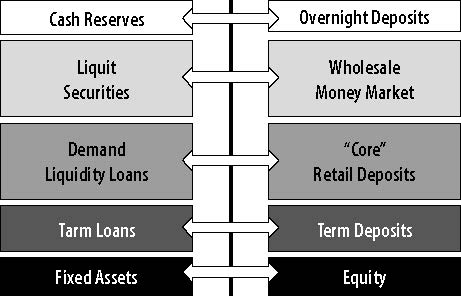 Cash Reserves
Overnight Deposits
Liquit
Securities
Wholesale
Money Market
Demand
Liquidity Loans
“Core”
Retail Deposits
Tarm Loans
Term Deposits
Fixed Assets
Equity